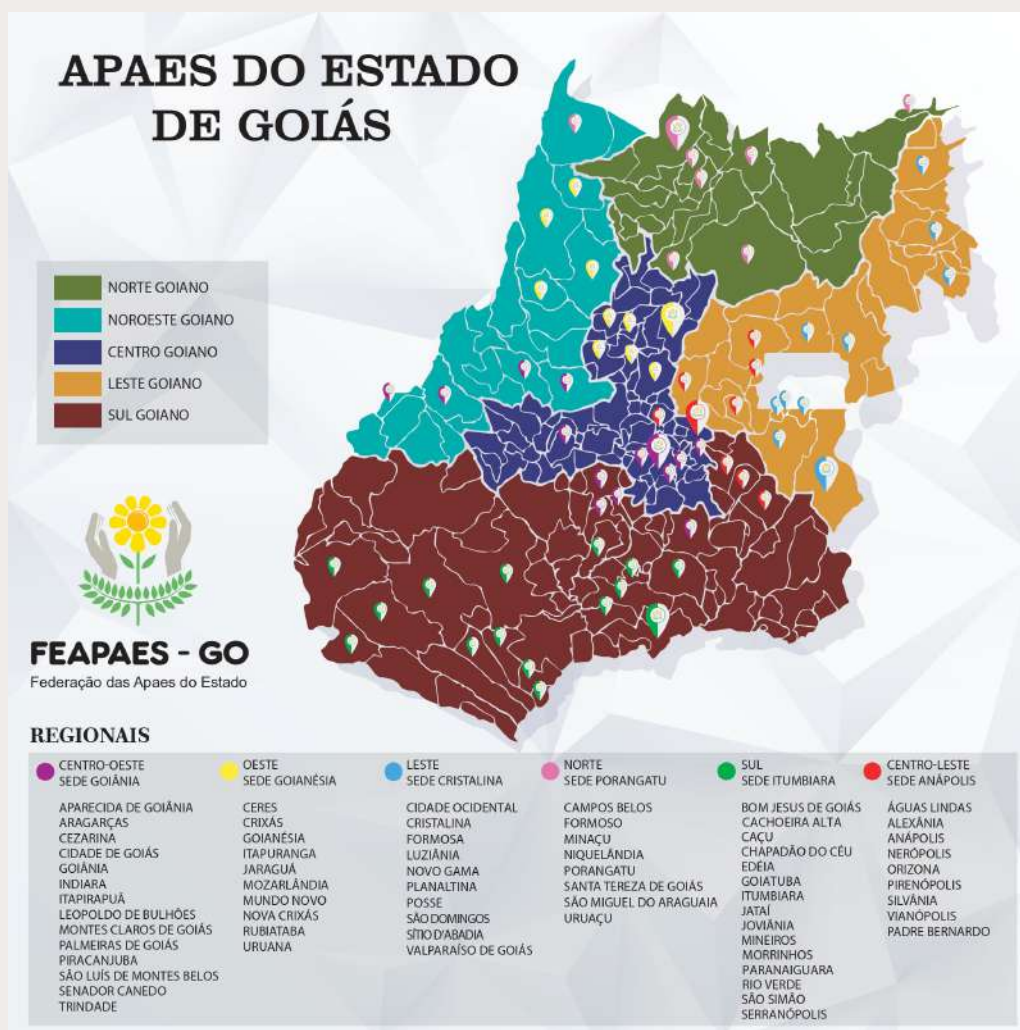 APAES DO ESTADO
DE GOIÁS
NORTE GOIANO
NOROESTE GOIANO
CENTRO GOIANO
LESTE GOIANO
SUL GOIANO
FEAPAES - GO
Federação das Apaes do Estado
REGIONAIS
CENTRO-OESTE
SEDE GOIÂNIA
APARECIDA DE GOIÂNIA
ARAGARÇAS
CEZARINA
CIDADE DE GOIÁS
GOIÂNIA
INDIARA
ITAPIRAPUÃ
LEOPOLDO DE BULHÕES
MONTES CLAROS DE GOIÁS
PALMEIRAS DE GOIÁS
PIRACANJUBA
SÃO LUÍS DE MONTES BELOS
SENADOR CANEDO
TRINDADE
OESTE
SEDE GOIANÉSIA
CERES
CRIXÁS
GOIANÉSIA
ITAPURANGA
JARAGUÁ
MOZARLÂNDIA
MUNDO NOVO
NOVA CRIXÁS
RUBIATABA
URUANA
LESTE
SEDE CRISTALINA
CIDADE OCIDENTAL
CRISTALINA
FORMOSA
LUZIÂNIA
NOVO GAMA
PLANALTINA
POSSE
SÃO DOMINGOS
SÍTIO D'ABADIA
VALPARAÍSO DE GOIÁS
NORTE
SEDE PORANGATU
CAMPOS BELOS
FORMOSO
MINAÇU
NIQUELÂNDIA
PORANGATU
SANTA TEREZA DE GOIÁS
SÃO MIGUEL DO ARAGUAIA
URUAÇU
SUL
SEDE ITUMBIARA
BOM JESUS DE GOIÁS
CACHOEIRA ALTA
CAÇU
CHAPADÃO DO CÉU
EDÉIA
GOIATUBA
ITUMBIARA
JATAÍ
JOVIÂNIA
MINEIROS
MORRINHOS
PARANAIGUARA
RIO VERDE
SÃO SIMÃO
SERRANÓPOLIS
CENTRO-LESTE
SEDE ANÁPOLIS
ÁGUAS LINDAS
ALEXÂNIA
ANÁPOLIS
NERÓPOLIS
ORIZONA
PIRENÓPOLIS
SILVÂNIA
VIANÓPOLIS
PADRE BERNARDO